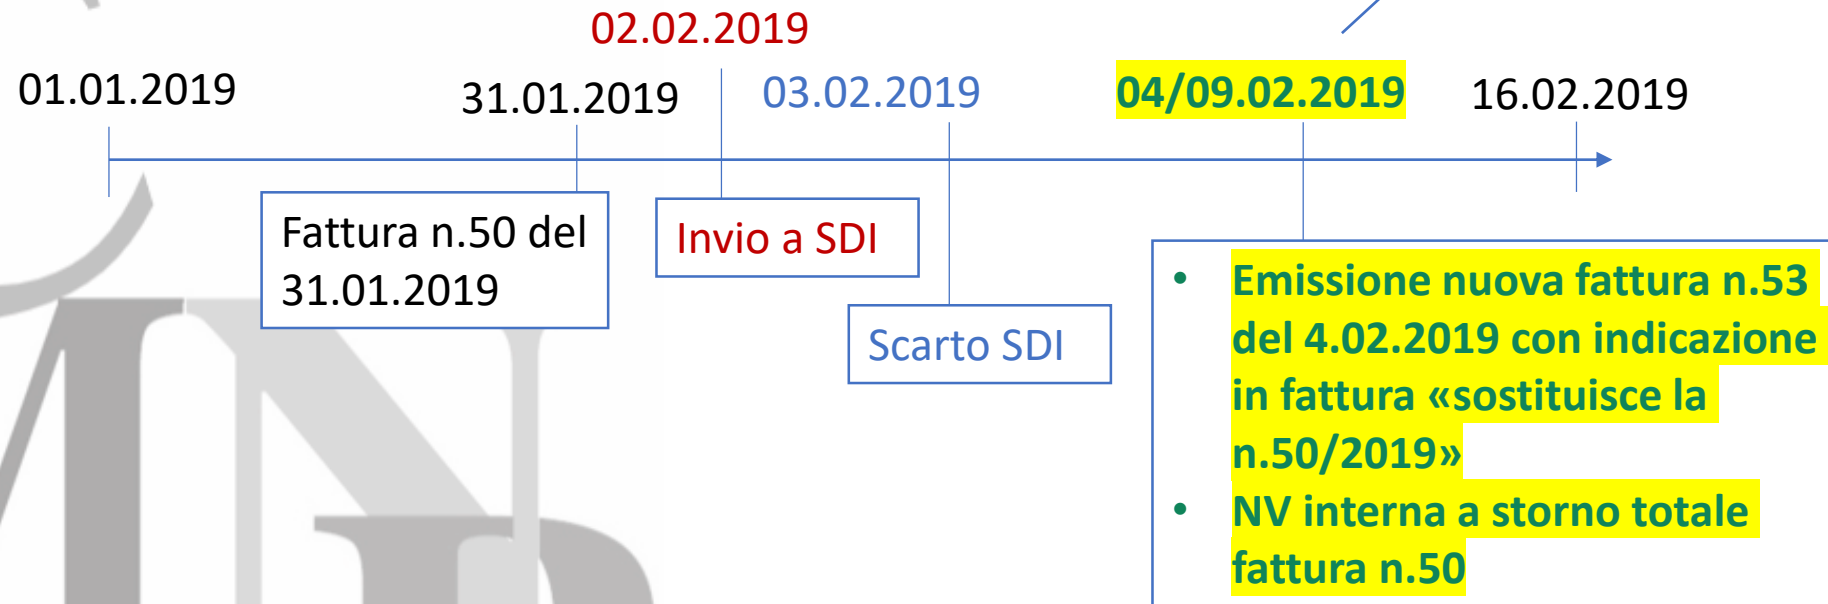 02.02.2019
01.01.2019
31.01.2019
03.02.2019
04/09.02.2019
16.02.2019
Fattura n.50 del
31.01.2019
Invio a SDI
Scarto SDI
• Emissione nuova fattura n.53
del 4.02.2019 con indicazione
in fattura «sostituisce la
n.50/2019»
• NV interna a storno totale
fattura n.50